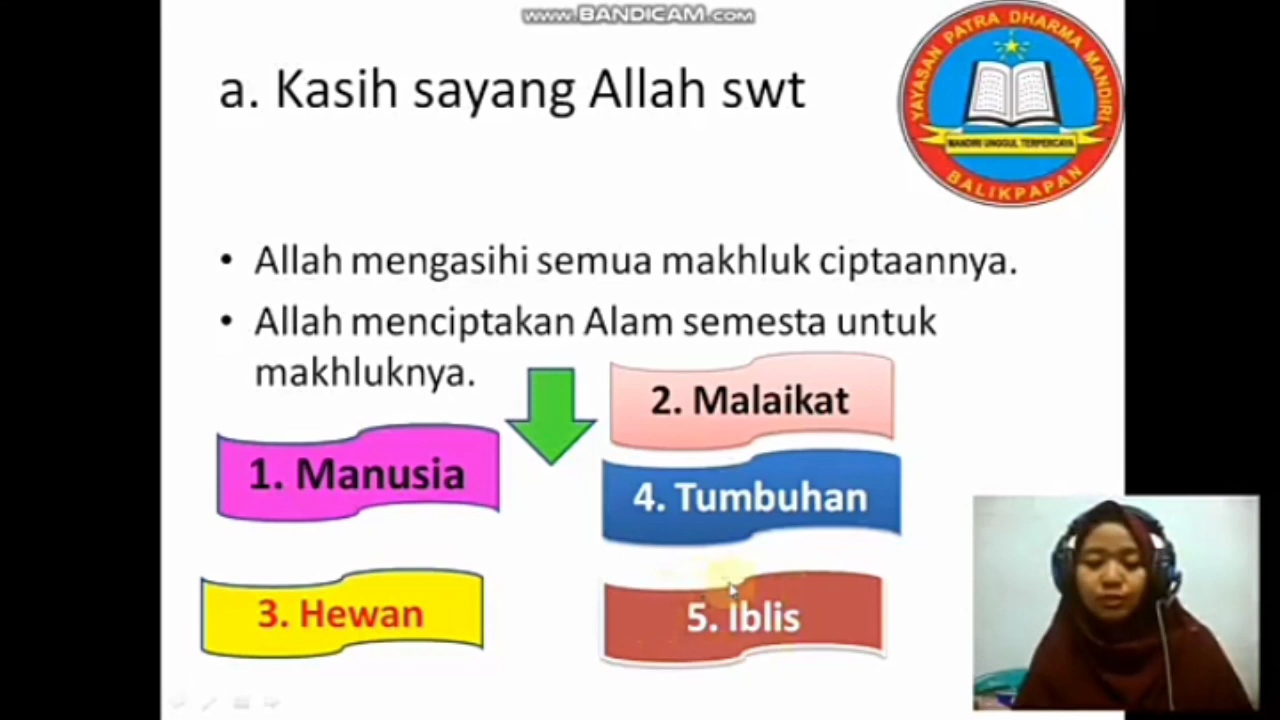 www.BANDICAM.com
YAYASAN PATRA DHARMA MANDIRI
MANDIRI UNGGUL TERPERCAYA
BALIKPAPAN
a. Kasih sayang Allah swt
• Allah mengasihi semua makhluk ciptaannya.
• Allah menciptakan Alam semesta untuk
makhluknya.
1. Manusia
2. Malaikat
3. Hewan
4. Tumbuhan
5. Iblis